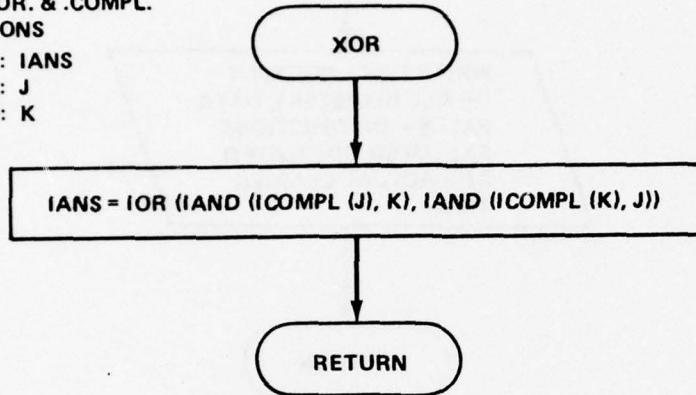 OR. & .COMPL.
ONS
: IANS
: J
: K
XOR
IANS = IOR (IAND (ICOMPL (J), K), IAND (ICOMPL (K), J))
RETURN